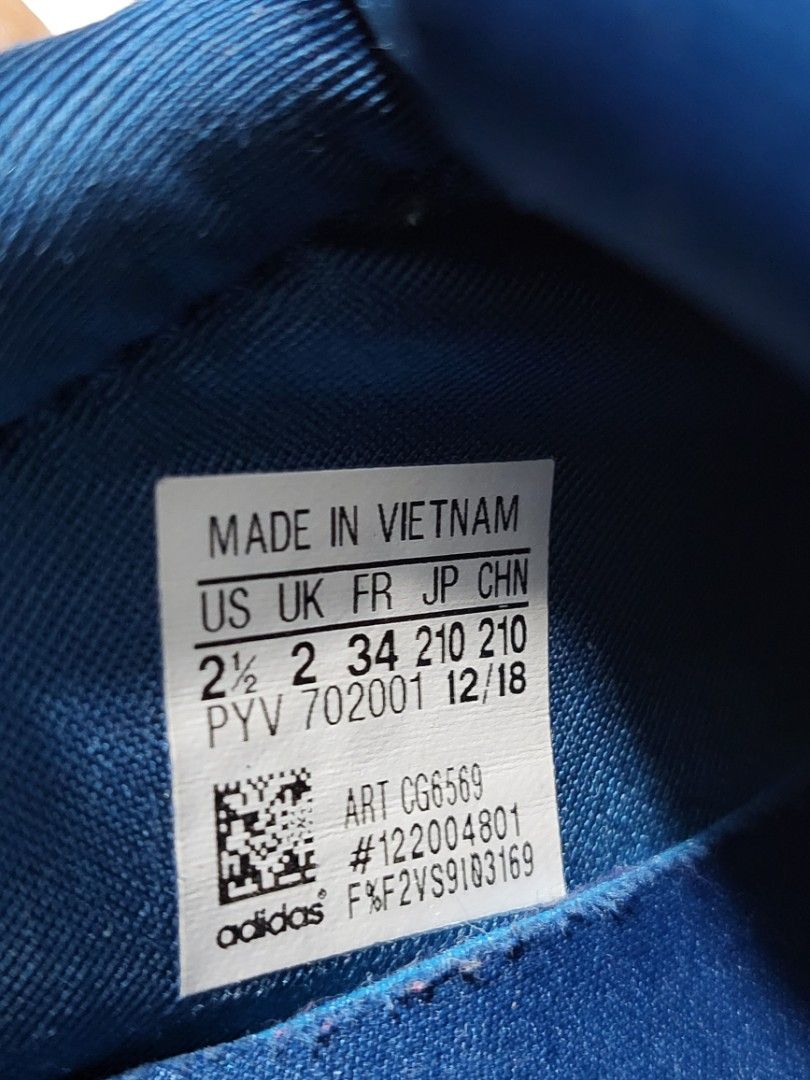 MADE IN VIETNAM
US UK FR JP CHN
2½ 2 34 210 210
PYV 702001 12/18
ART CG6569
#122004801
F%F2VS9I03169
adidas®